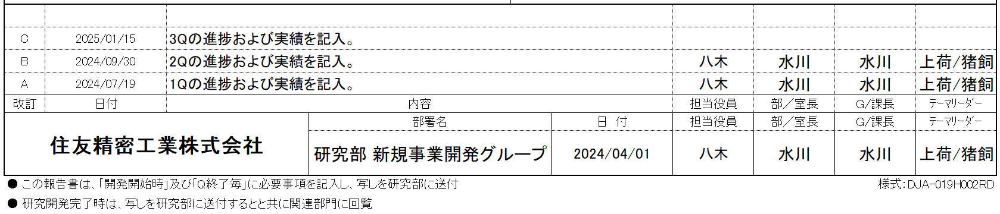 C 2025/01/15 3Qの進捗および実績を記入。
B 2024/09/30 2Qの進捗および実績を記入。 八木 水川 水川 上荷/猪飼
A 2024/07/19 1Qの進捗および実績を記入。 八木 水川 水川 上荷/猪飼
改訂 日付 内容 担当役員 部／室長 G/課長 ﾃｰﾏﾘｰﾀﾞｰ
部署名 日 付 担当役員 部／室長 G/課長 ﾃｰﾏﾘｰﾀﾞｰ
住友精密工業株式会社 研究部 新規事業開発グループ 2024/04/01 八木 水川 水川 上荷/猪飼
● この報告書は、「開発開始時」及び「Q終了毎」に必要事項を記入し、写しを研究部に送付 様式：DJA-019H002RD
● 研究開発完了時は、写しを研究部に送付するとと共に関連部門に回覧